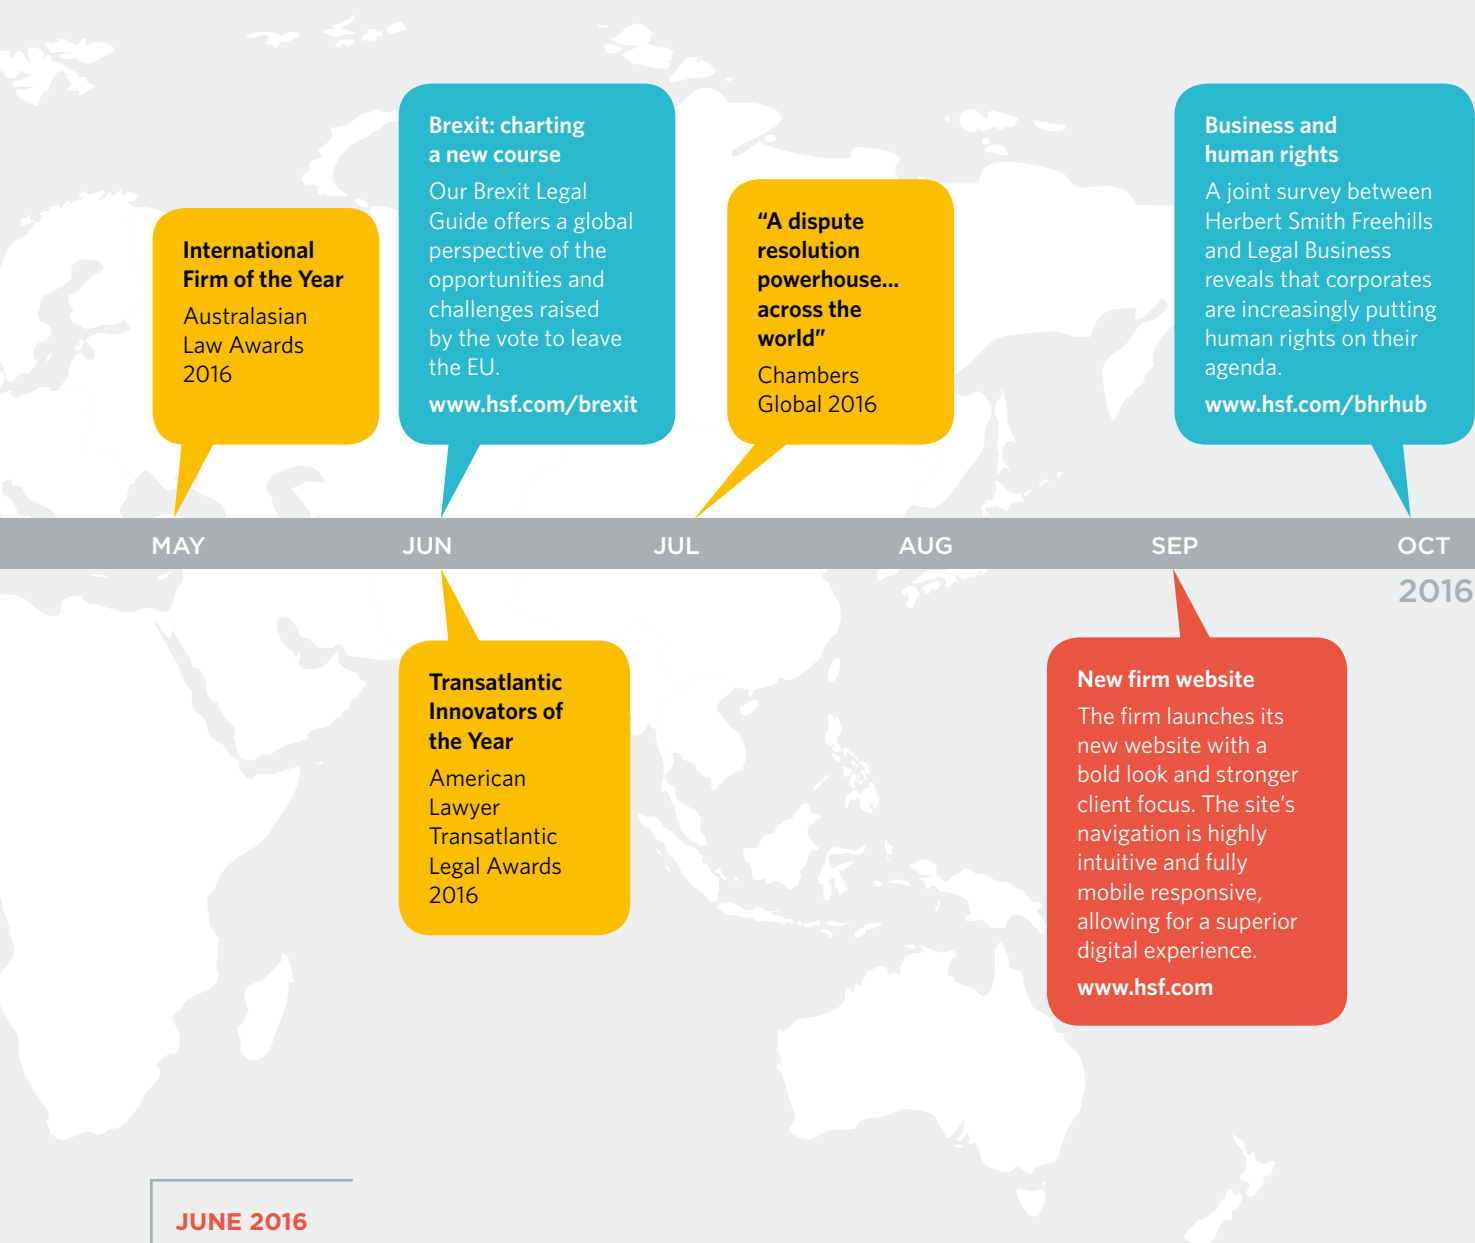 International
Firm of the Year
Australasian
Law Awards
2016
Brexit: charting
a new course
Our Brexit Legal
Guide offers a global
perspective of the
opportunities and
challenges raised
by the vote to leave
the EU.
www.hsf.com/brexit
“A dispute
resolution
powerhouse...
across the
world”
Chambers
Global 2016
Business and
human rights
A joint survey between
Herbert Smith Freehills
and Legal Business
reveals that corporates
are increasingly putting
human rights on their
agenda.
www.hsf.com/bhrhub
MAY JUN JUL AUG SEP OCT
2016
Transatlantic
Innovators of
the Year
American
Lawyer
Transatlantic
Legal Awards
2016
New firm website
The firm launches its
new website with a
bold look and stronger
client focus. The site’s
navigation is highly
intuitive and fully
mobile responsive,
allowing for a superior
digital experience.
www.hsf.com
JUNE 2016